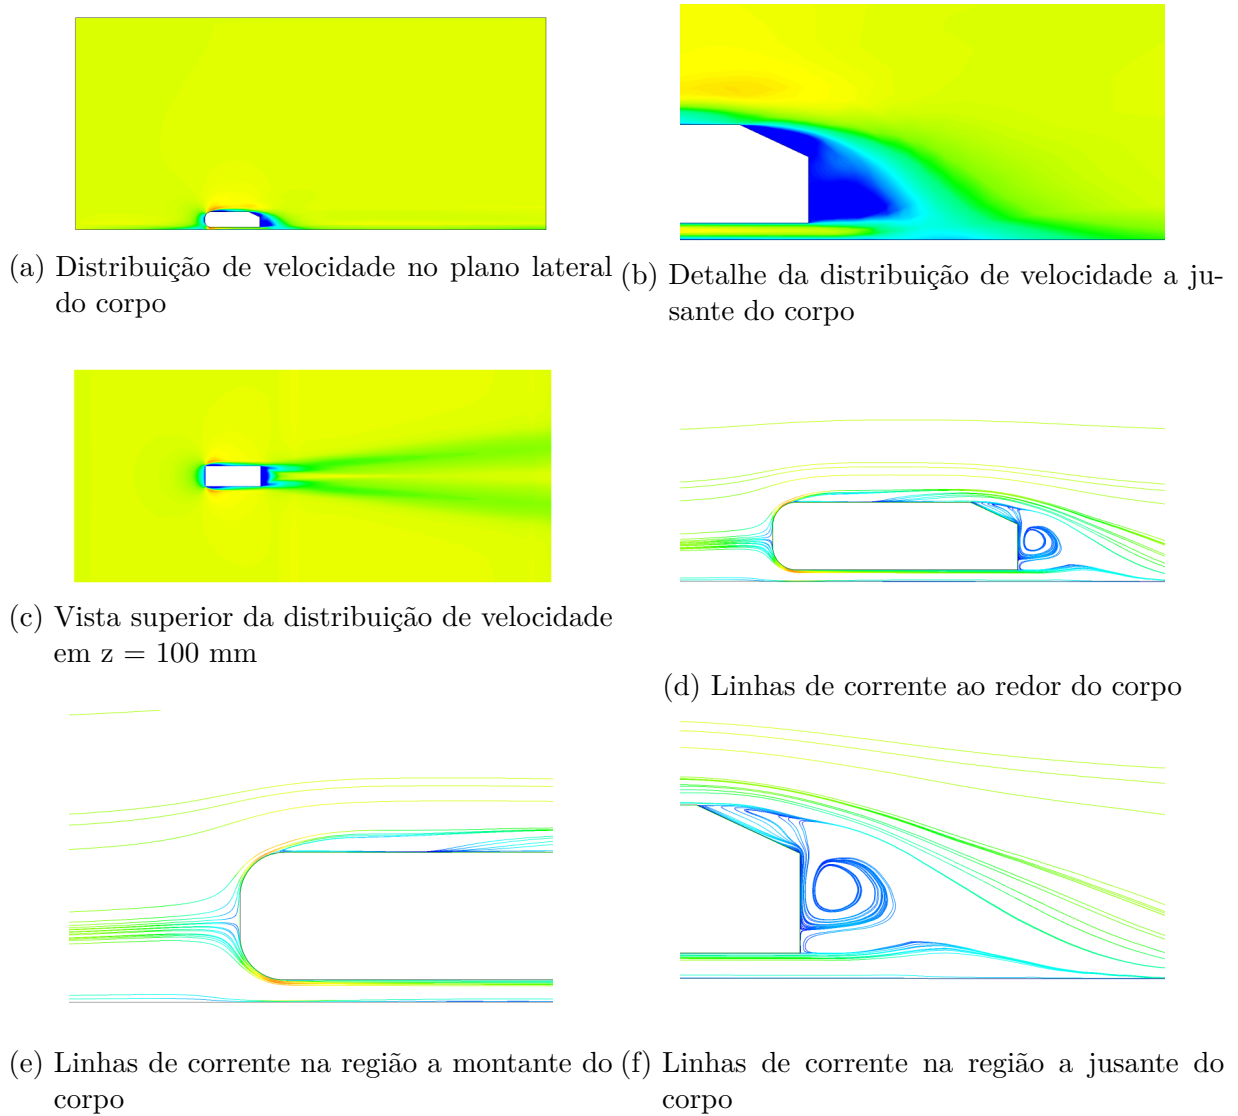 (a) Distribuição de velocidade no plano lateral
do corpo
(b) Detalhe da distribuição de velocidade a ju-
sante do corpo
(c) Vista superior da distribuição de velocidade
em z = 100 mm
(d) Linhas de corrente ao redor do corpo
(e) Linhas de corrente na região a montante do
corpo
(f) Linhas de corrente na região a jusante do
corpo